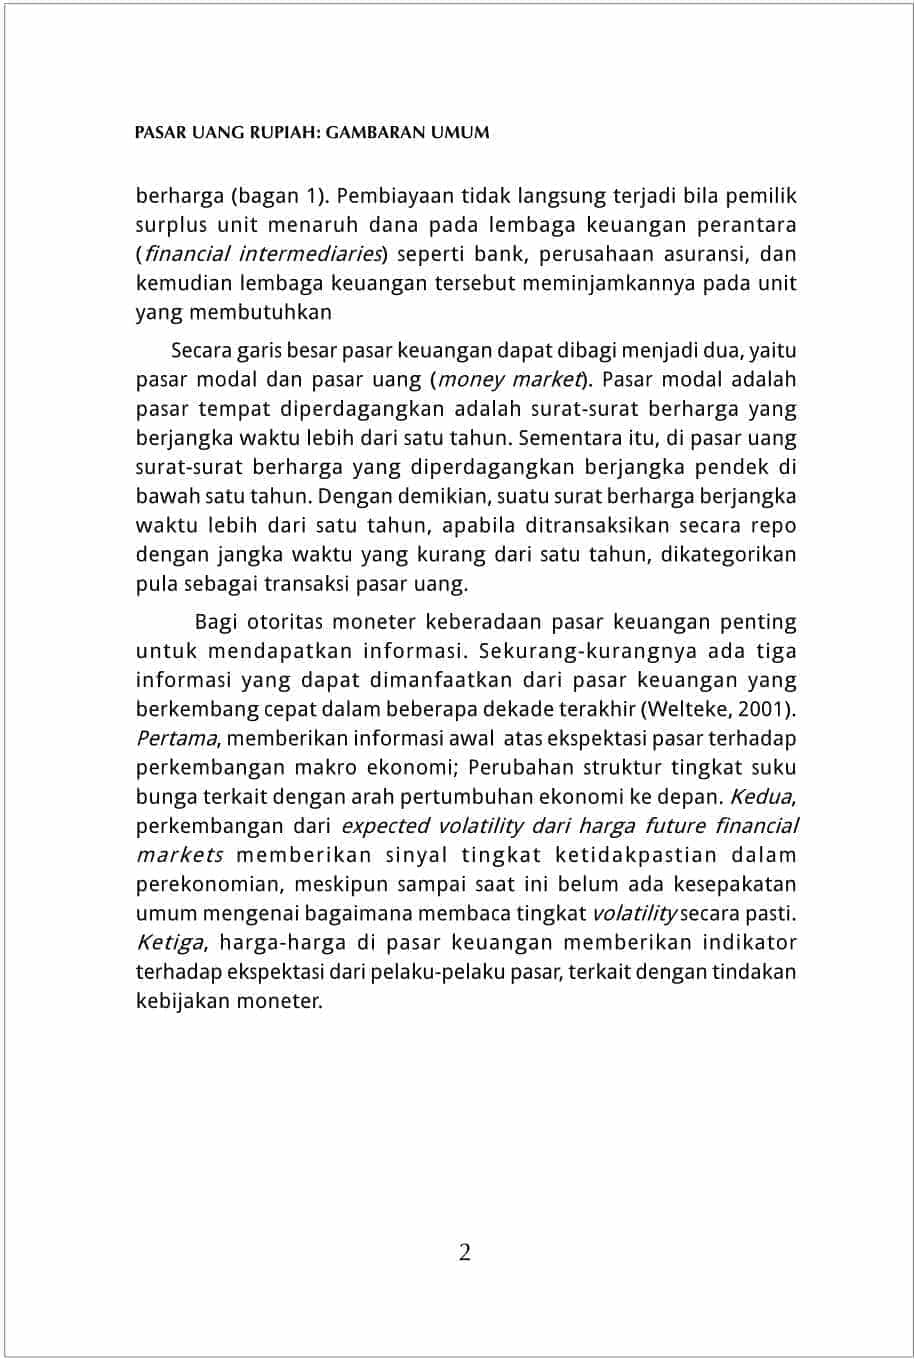 PASAR UANG RUPIAH: GAMBARAN UMUM
berharga (bagan 1). Pembiayaan tidak langsung terjadi bila pemilik
surplus unit menaruh dana pada lembaga keuangan perantara
(financial intermediaries) seperti bank, perusahaan asuransi, dan
kemudian lembaga keuangan tersebut meminjamkannya pada unit
yang membutuhkan
Secara garis besar pasar keuangan dapat dibagi menjadi dua, yaitu
pasar modal dan pasar uang (money market). Pasar modal adalah
pasar tempat diperdagangkan adalah surat-surat berharga yang
berjangka waktu lebih dari satu tahun. Sementara itu, di pasar uang
surat-surat berharga yang diperdagangkan berjangka pendek di
bawah satu tahun. Dengan demikian, suatu surat berharga berjangka
waktu lebih dari satu tahun, apabila ditransaksikan secara repo
dengan jangka waktu yang kurang dari satu tahun, dikategorikan
pula sebagai transaksi pasar uang.
Bagi otoritas moneter keberadaan pasar keuangan penting
untuk mendapatkan informasi. Sekurang-kurangnya ada tiga
informasi yang dapat dimanfaatkan dari pasar keuangan yang
berkembang cepat dalam beberapa dekade terakhir (Welteke, 2001).
Pertama, memberikan informasi awal atas ekspektasi pasar terhadap
perkembangan makro ekonomi; Perubahan struktur tingkat suku
bunga terkait dengan arah pertumbuhan ekonomi ke depan. Kedua,
perkembangan dari expected volatility dari harga future financial
markets memberikan sinyal tingkat ketidakpastian dalam
perekonomian, meskipun sampai saat ini belum ada kesepakatan
umum mengenai bagaimana membaca tingkat volatility secara pasti.
Ketiga, harga-harga di pasar keuangan memberikan indikator
terhadap ekspektasi dari pelaku-pelaku pasar, terkait dengan tindakan
kebijakan moneter.
2